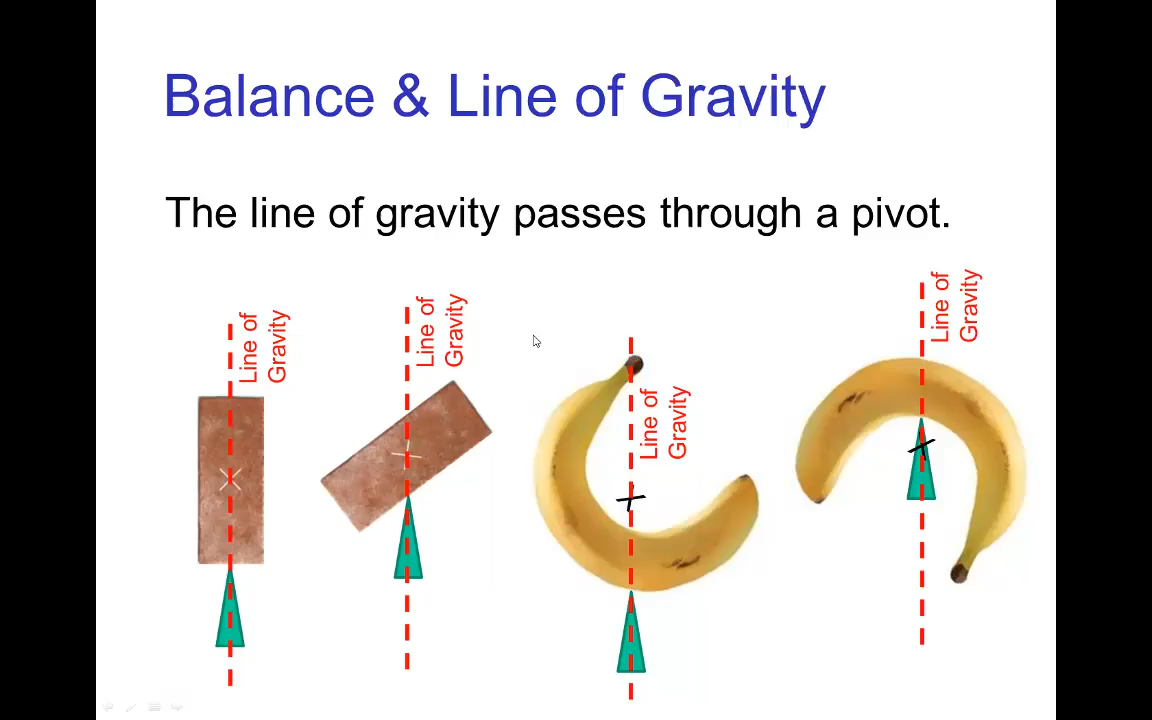 Balance & Line of Gravity
The line of gravity passes through a pivot.
Line of
Gravity
Line of
Gravity
Line of
Gravity
Line of
Gravity